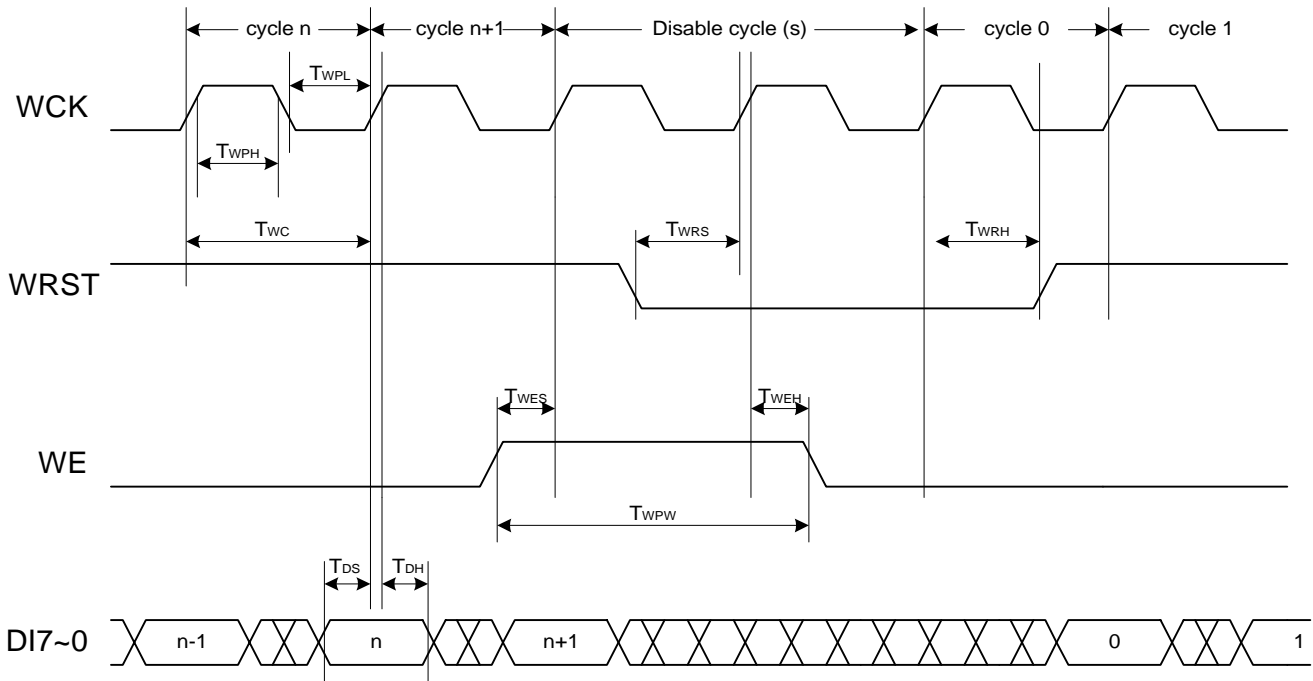 cycle n cycle n+1 Disable cycle (s) cycle 0 cycle 1
TWPL
WCK
TWPH
TWC TWRS TWRH
WRST
TWES TWEH
WE
TWPW
TDS TDH
DI7~0 n-1 n n+1 0 1